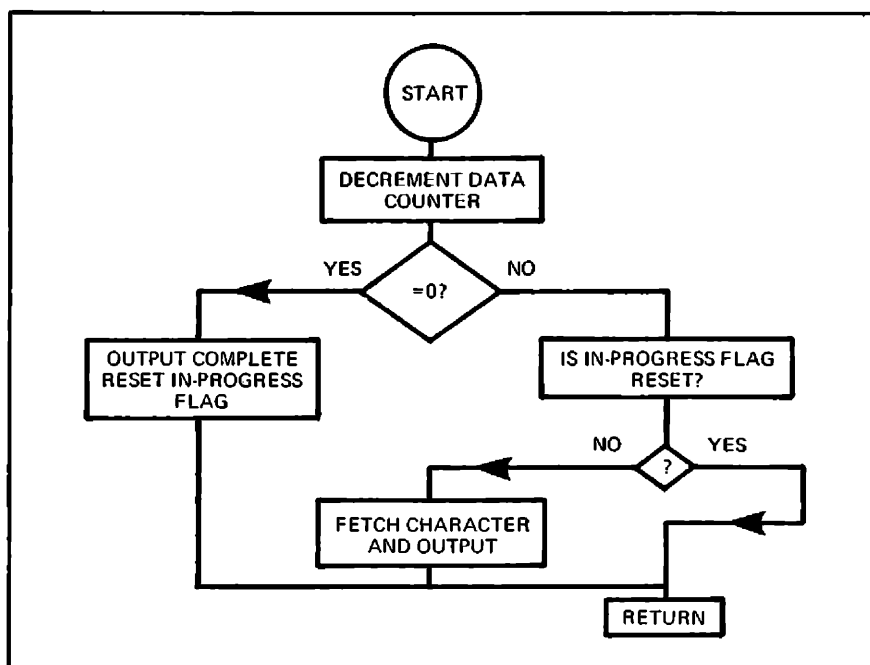 START
DECREMENT DATA
COUNTER
YES
NO
=0?
OUTPUT COMPLETE
RESET IN-PROGRESS
FLAG
IS IN-PROGRESS FLAG
RESET?
NO
YES
?
FETCH CHARACTER
AND OUTPUT
RETURN